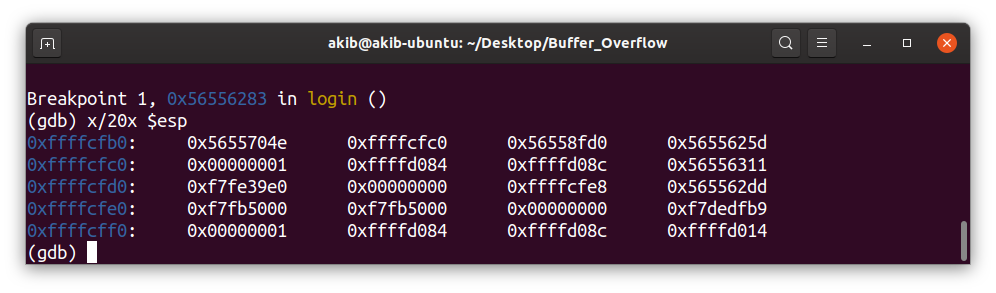 akib@akib-ubuntu: ~/Desktop/Buffer_Overflow
Breakpoint 1, 0x56556283 in login ()
(gdb) x/20x $esp
0xffffcfb0: 0x5655704e 0xffffcfc0 0x56558fd0 0x5655625d
0xffffcfc0: 0x00000001 0xffffd084 0xffffd08c 0x56556311
0xffffcfd0: 0xf7fe39e0 0x00000000 0xffffcfe8 0x565562dd
0xffffcfe0: 0xf7fb5000 0xf7fb5000 0x00000000 0xf7dedfb9
0xffffcff0: 0x00000001 0xffffd084 0xffffd08c 0xffffd014
(gdb)